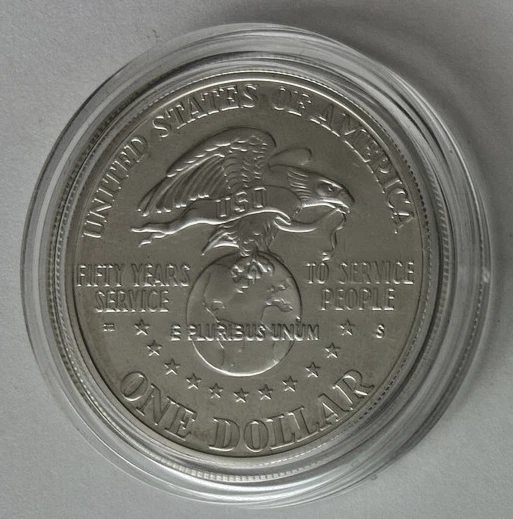 UNITED STATES OF AMERICA
USO
FIFTY YEARS
SERVICE
TO SERVICE
PEOPLE
E PLURIBUS UNUM
S
ONE DOLLAR